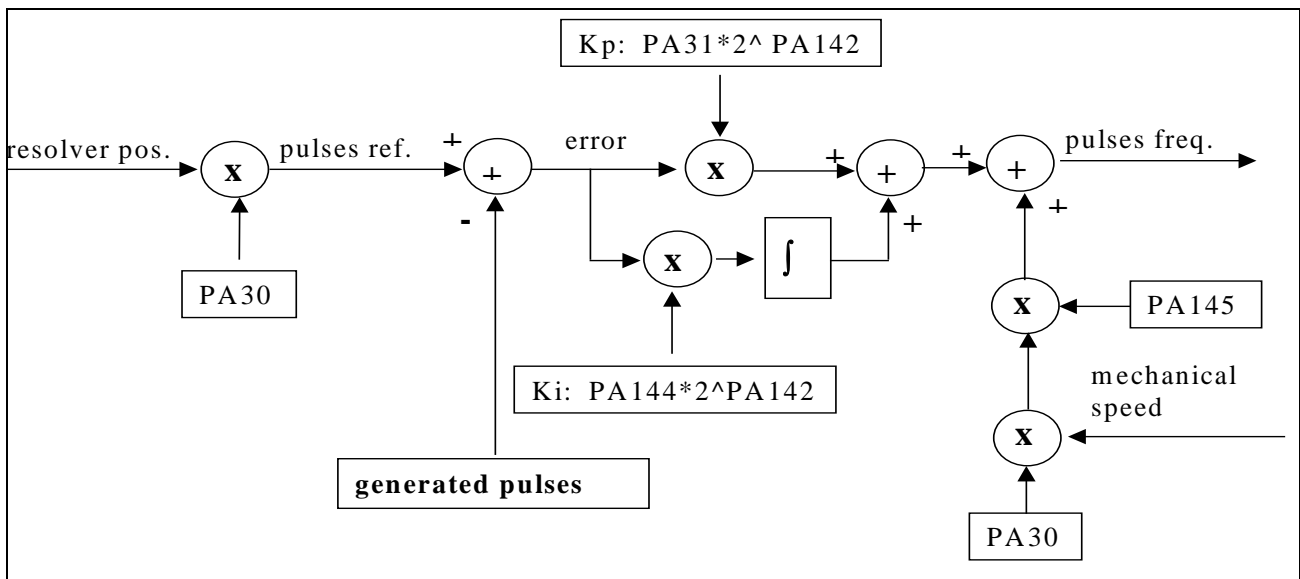 Kp: PA31*2^ PA142
resolver pos.
x
pulses ref.
+
+
-
error
x
+
+
+
+
+
+
pulses freq.
x
∫
PA30
x
PA145
Ki: PA144*2^PA142
mechanical
speed
x
generated pulses
PA30